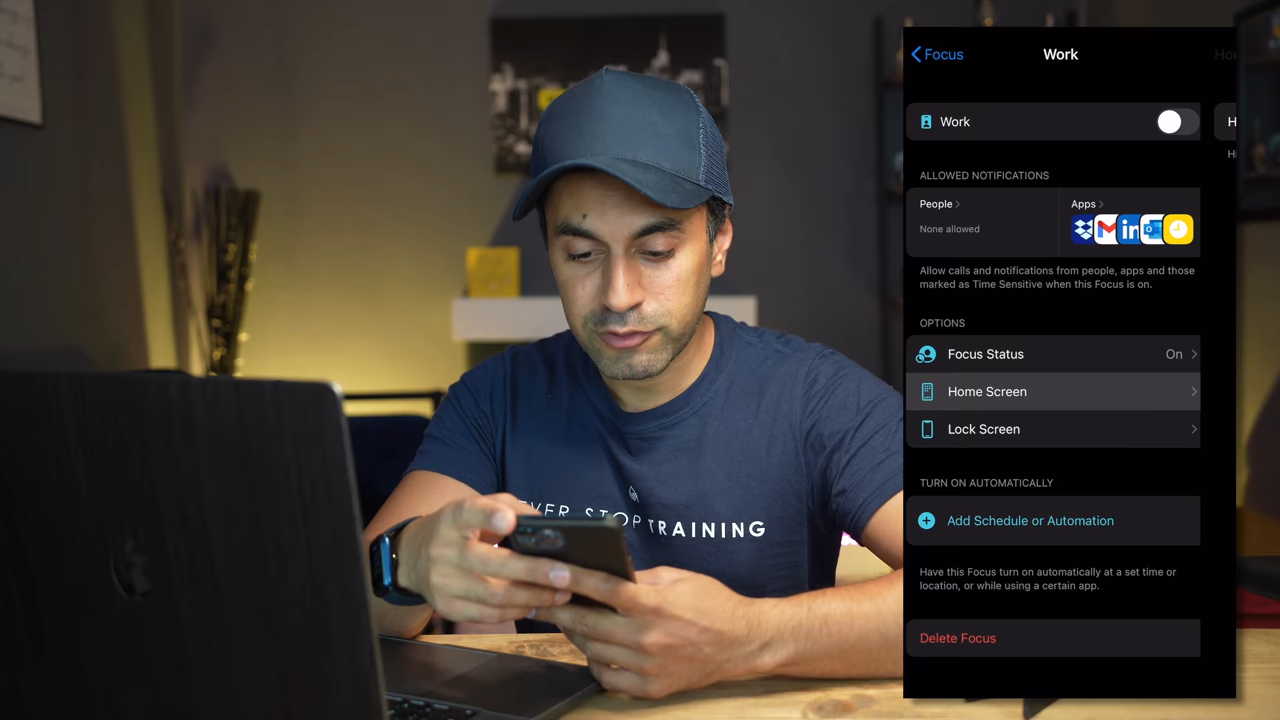 EVER STOP TRAINING
Focus
Work
Work
ALLOWED NOTIFICATIONS
People
None allowed
Apps
in
Allow calls and notifications from people, apps and those
marked as Time Sensitive when this Focus is on.
OPTIONS
Focus Status
On
Home Screen
Lock Screen
TURN ON AUTOMATICALLY
Add Schedule or Automation
Have this Focus turn on automatically at a set time or
location, or while using a certain app.
Delete Focus